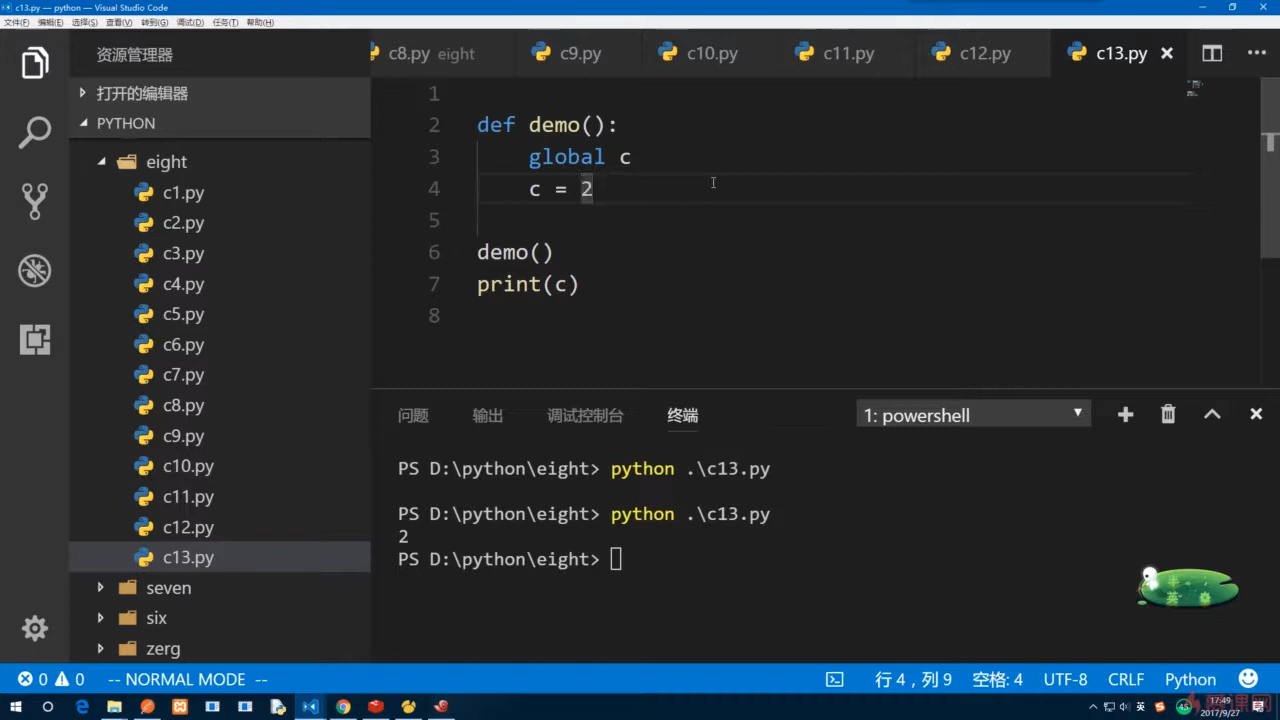 c13.py — python — Visual Studio Code
文件(F) 编辑(E) 选择(S) 查看(V) 转到(G) 调试(D) 任务(T) 帮助(H)
资源管理器
c8.py eight c9.py c10.py c11.py c12.py c13.py
打开的编辑器
PYTHON
eight
c1.py
c2.py
c3.py
c4.py
c5.py
c6.py
c7.py
c8.py
c9.py
c10.py
c11.py
c12.py
c13.py
seven
six
zerg
1
2 def demo():
3 global c
4 c = 2
5
6 demo()
7 print(c)
8
问题 输出 调试控制台 终端 1: powershell
PS D:\python\eight> python .\c13.py
PS D:\python\eight> python .\c13.py
2
PS D:\python\eight>
0 0 -- NORMAL MODE -- 行 4，列 9 空格: 4 UTF-8 CRLF Python
英 45 17:49
2017/9/27